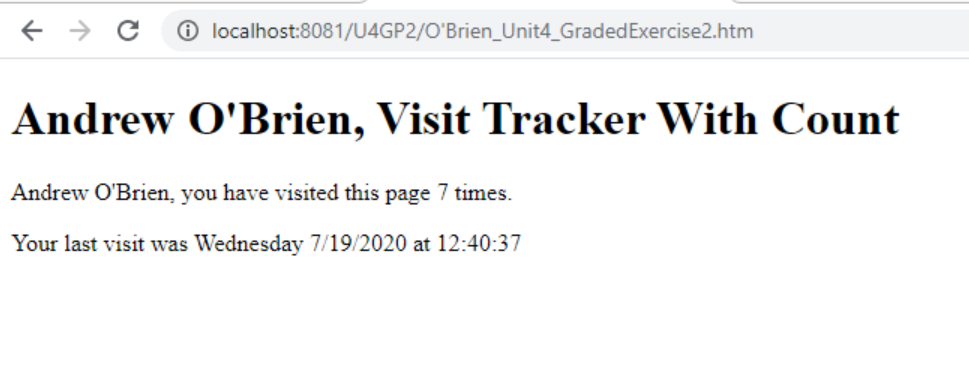 localhost:8081/U4GP2/O'Brien_Unit4_GradedExercise2.htm
Andrew O'Brien, Visit Tracker With Count
Andrew O'Brien, you have visited this page 7 times.
Your last visit was Wednesday 7/19/2020 at 12:40:37